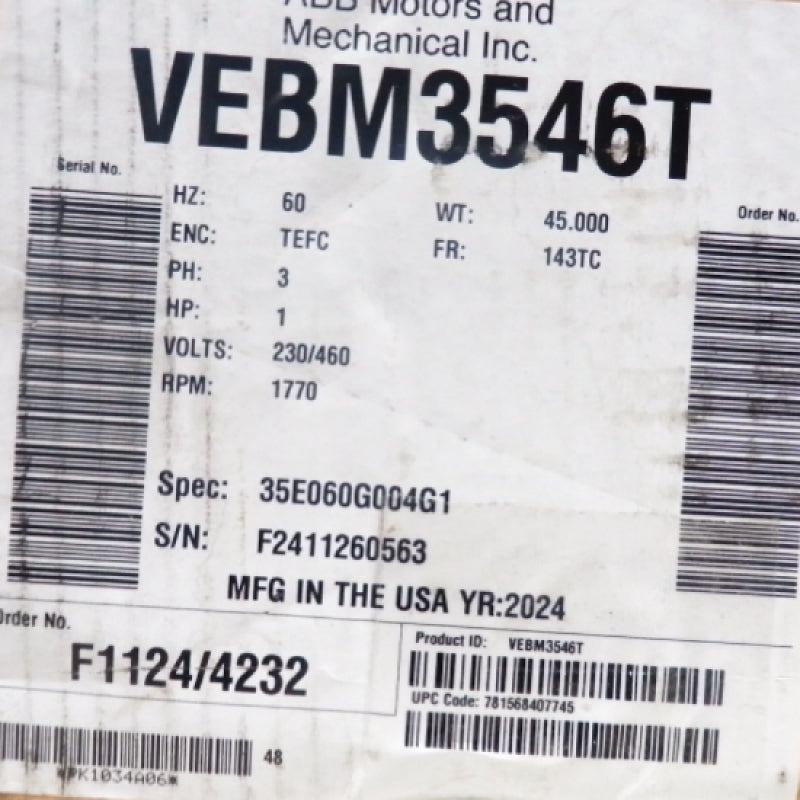 ABB Motors and
Mechanical Inc.
VEBM3546T
Serial No.
Order No.
HZ: 60 WT: 45.000
ENC: TEFC FR: 143TC
PH: 3
HP: 1
VOLTS: 230/460
RPM: 1770
Spec: 35E060G004G1
S/N: F2411260563
MFG IN THE USA YR:2024
Order No.
F1124/4232
Product ID: VEBM3546T
UPC Code: 781568407745
48
*PK1034A06*